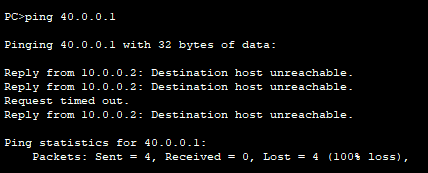 PC>ping 40.0.0.1
Pinging 40.0.0.1 with 32 bytes of data:
Reply from 10.0.0.2: Destination host unreachable.
Reply from 10.0.0.2: Destination host unreachable.
Request timed out.
Reply from 10.0.0.2: Destination host unreachable.
Ping statistics for 40.0.0.1:
    Packets: Sent = 4, Received = 0, Lost = 4 (100% loss),